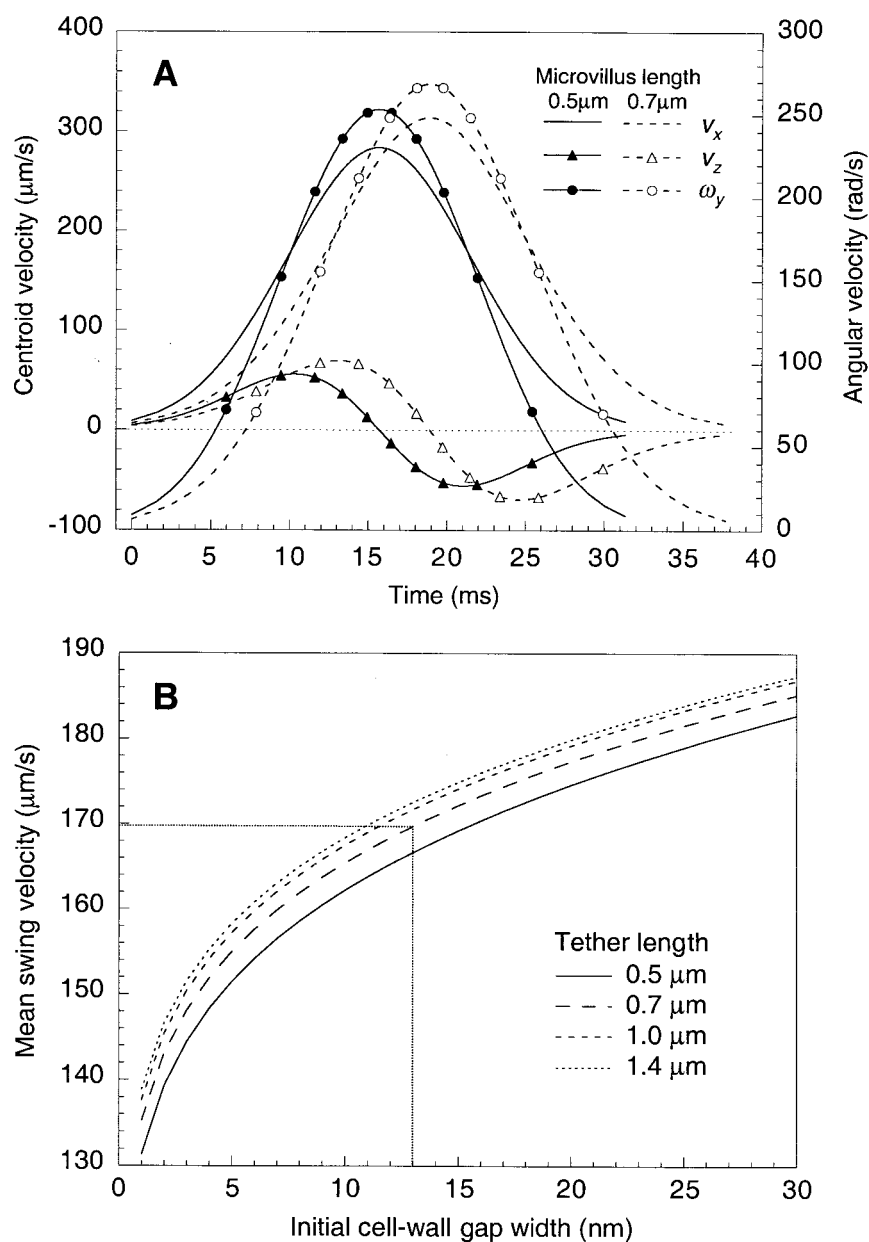 A
Microvillus length
0.5μm 0.7μm
vx
vz
ωy
400
300
200
100
0
-100
Centroid velocity (μm/s)
300
250
200
150
100
50
0
Angular velocity (rad/s)
0 5 10 15 20 25 30 35 40
Time (ms)
B
190
180
170
160
150
140
130
Mean swing velocity (μm/s)
Tether length
0.5 μm
0.7 μm
1.0 μm
1.4 μm
0 5 10 15 20 25 30
Initial cell-wall gap width (nm)